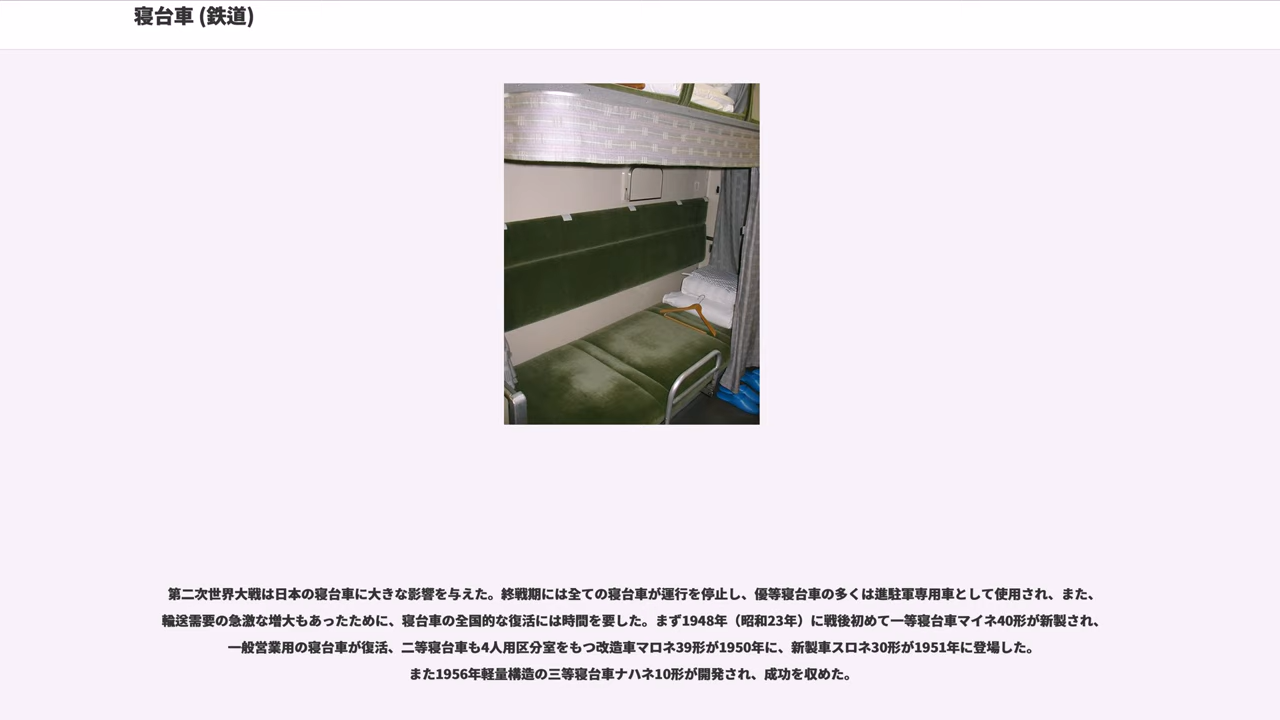 寝台車 (鉄道)
第二次世界大戦は日本の寝台車に大きな影響を与えた。終戦期には全ての寝台車が運行を停止し、優等寝台車の多くは進駐軍専用車として使用され、また、
輸送需要の急激な増大もあったために、寝台車の全国的な復活には時間を要した。まず1948年（昭和23年）に戦後初めて一等寝台車マイネ40形が新製され、
一般営業用の寝台車が復活、二等寝台車も4人用区分室をもつ改造車マロネ39形が1950年に、新製車スロネ30形が1951年に登場した。
また1956年軽量構造の三等寝台車ナハネ10形が開発され、成功を収めた。